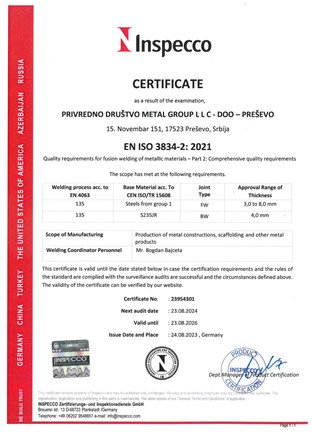 Inspecco
CERTIFICATE
as a result of the examination,
PRIVREDNO DRUŠTVO METAL GROUP L L C - DOO – PREŠEVO
15. Novembar 151, 17523 Preševo, Srbija
EN ISO 3834-2: 2021
Quality requirements for fusion welding of metallic materials – Part 2: Comprehensive quality requirements
The scope has met at the following requirements.
Welding process acc. to EN 4063
Base Material acc. To CEN ISO/TR 15608
Joint Type
Approval Range of Thickness
135 Steels from group 1 FW 3,0 to 8,0 mm
135 S235JR BW 4,0 mm
Scope of Manufacturing : Production of metal constructions, scaffolding and other metal products
Welding Coordinator Personnel : Mr. Bogdan Bajceta
This certificate is valid until the date stated below in case the certification requirements and the rules of
the standard are complied with the surveillance audits are successful and the circumstances defined above.
The validity of the certificate can be verified by our website.
Certificate No. : 23954301
Next audit date : 23.08.2024
Valid until : 23.08.2026
Issue Date and Place : 24.08.2023 , Germany
INSPECCO
PRODUCT
CERTIFICATION
Dept.Manager of Product Certification
INSPECCO Zertifizierungs- und Inspektionsdienste GmbH
Brauerei str. 13 D-68723 Plankstadt /Germany
Page 1 / 1
WE BUILD TRUST
GERMANY CHINA TURKEY THE UNITED STATES OF AMERICA AZERBAIJAN RUSSIA